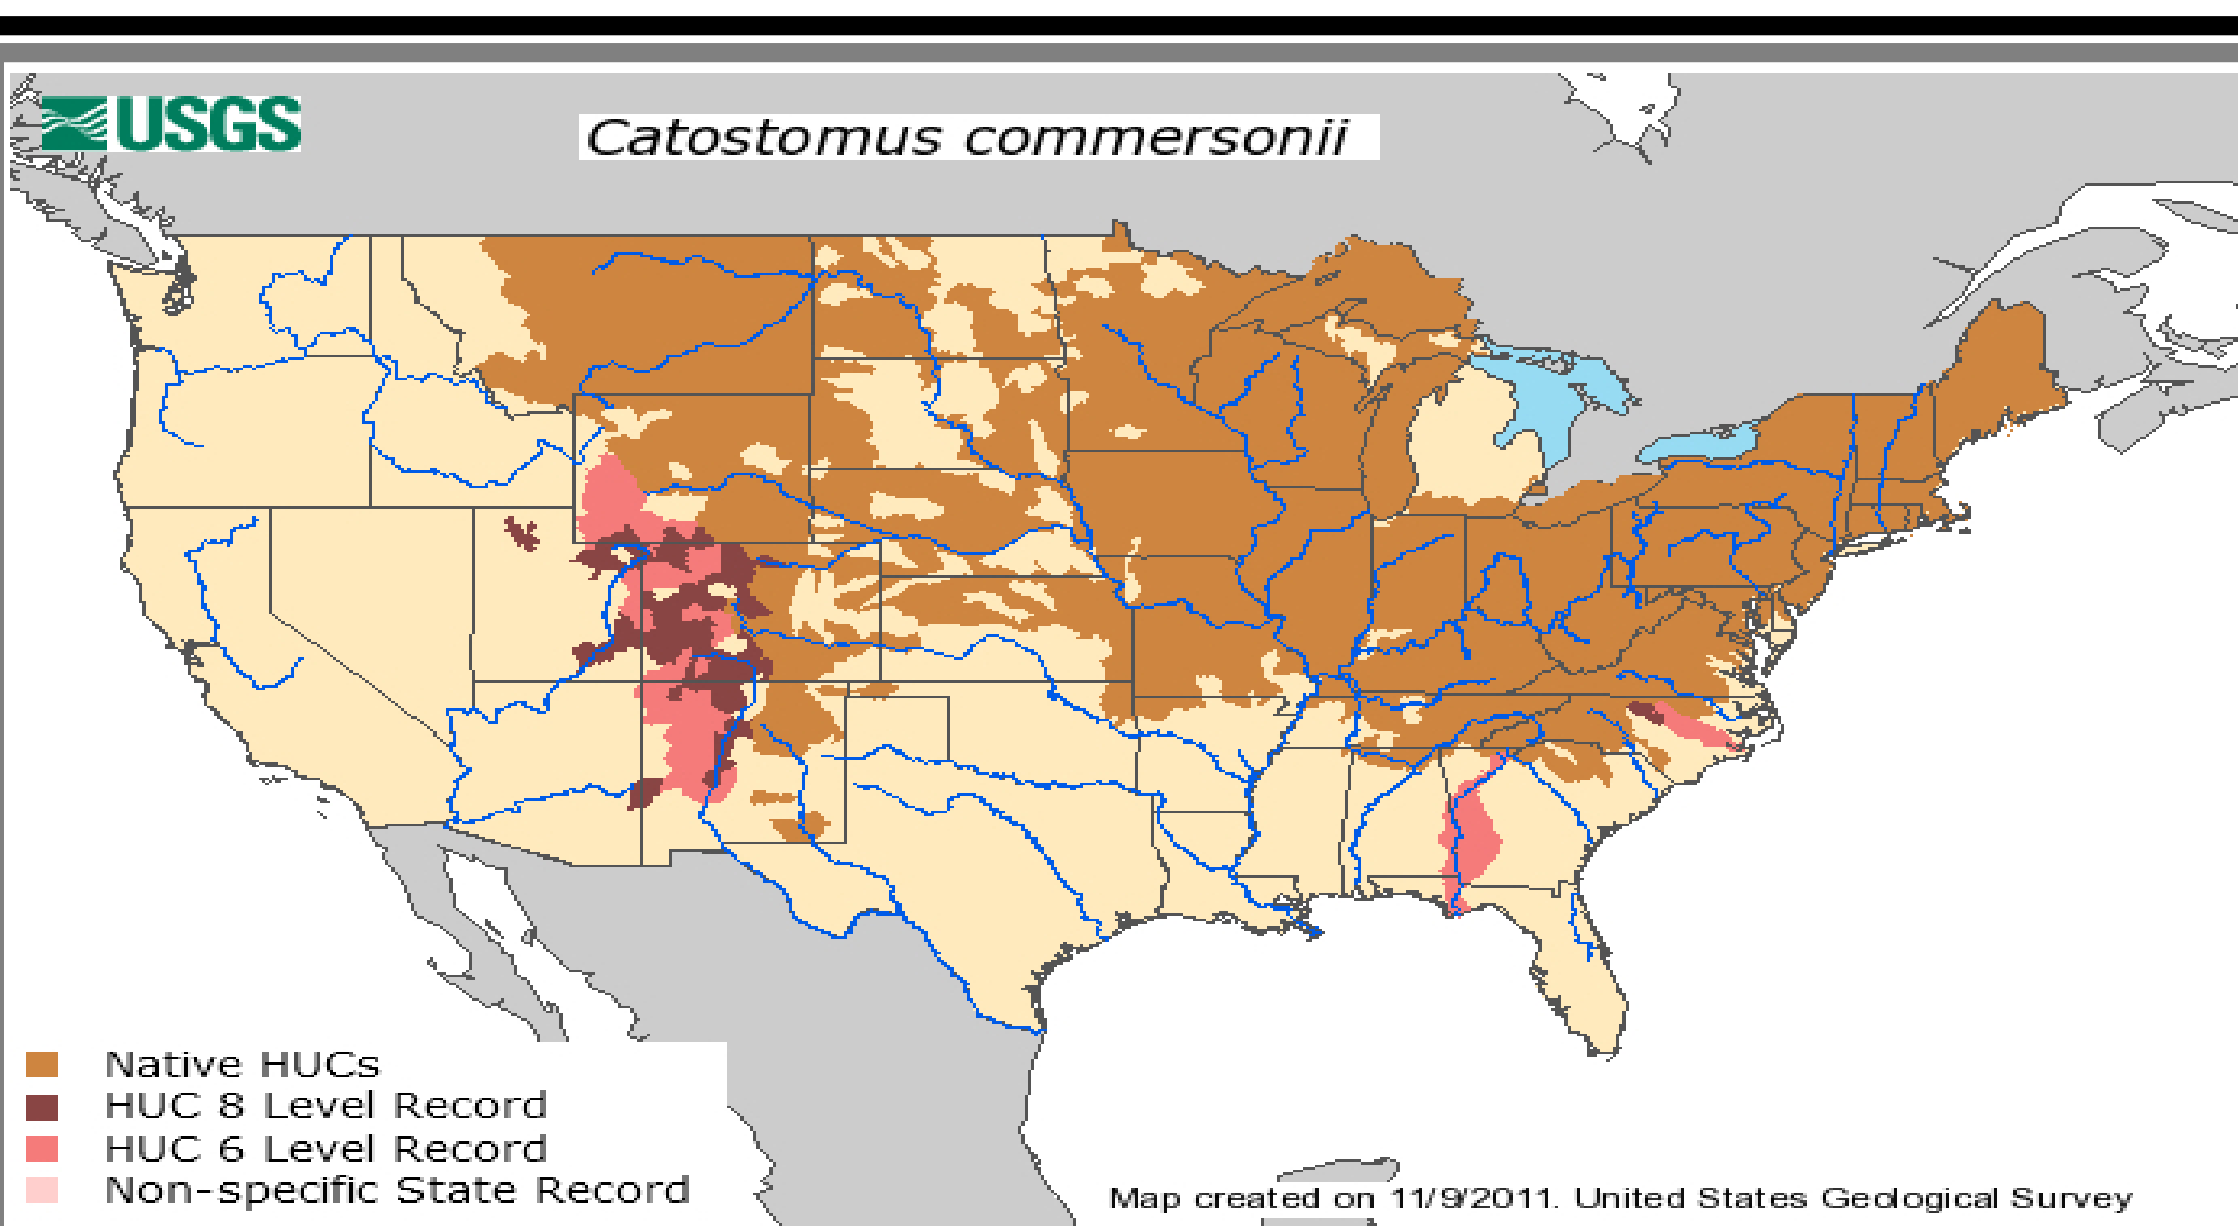 USGS
Catostomus commersonii
Native HUCs
HUC 8 Level Record
HUC 6 Level Record
Non-specific State Record
Map created on 11/9/2011. United States Geological Survey